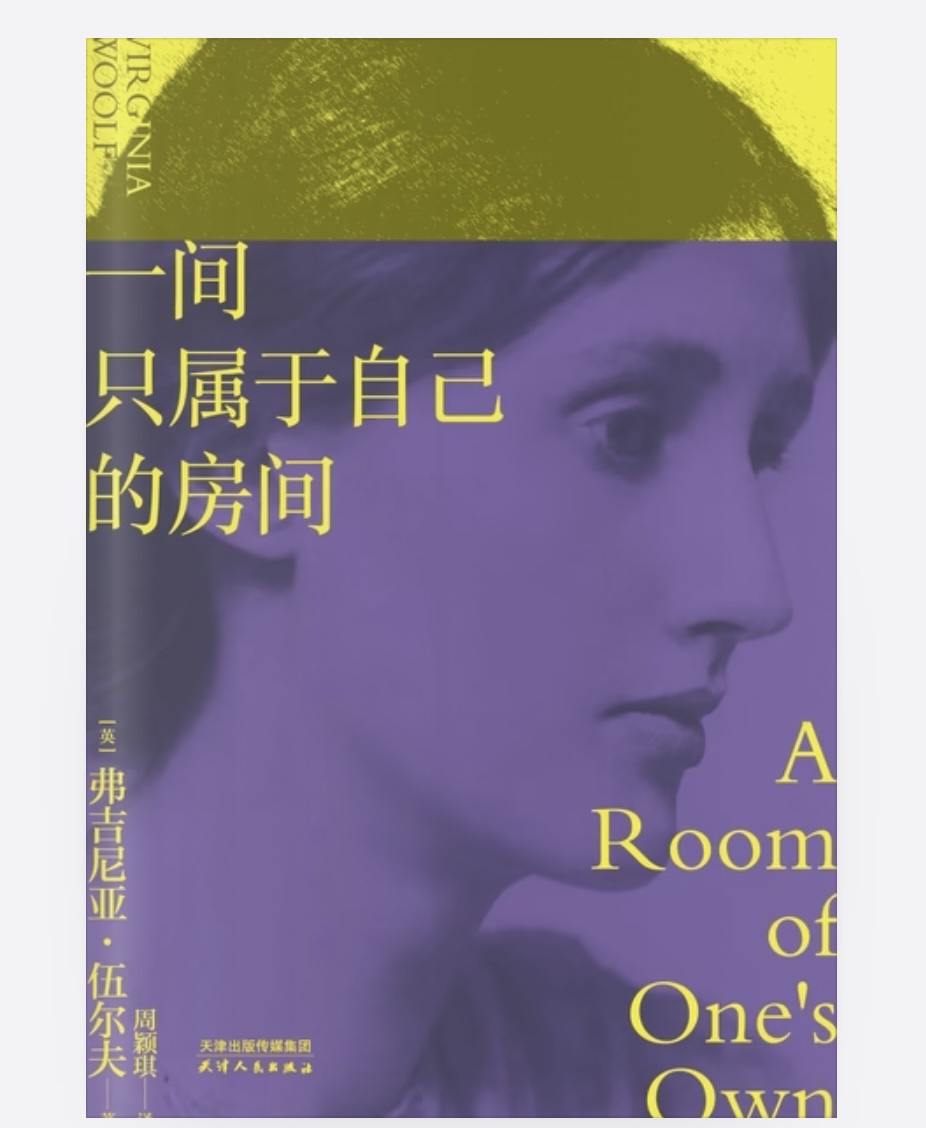 VIRGINIA
WOOLF
一间
只属于自己
的房间
A
Room
of
One's
Own
[英]
弗吉尼亚·伍尔夫——著
周颖琪——译
天津出版传媒集团
天津人民出版社